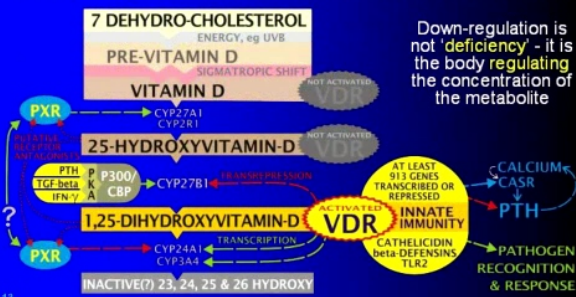 7 DEHYDRO-CHOLESTEROL
ENERGY, eg UVB
PRE-VITAMIN D
SIGMATROPIC SHIFT
VITAMIN D
NOT ACTIVATED
VDR
Down-regulation is
not 'deficiency' - it is
the body regulating
the concentration of
the metabolite
PXR
CYP27A1
CYP2R1
PUTATIVE
RECEPTOR
ANTAGONISTS
25-HYDROXYVITAMIN-D
NOT ACTIVATED
VDR
PTH
TGF-beta
IFN-γ
P
K
A
P300/
CBP
CYP27B1
TRANSREPRESSION
AT LEAST
913 GENES
TRANSCRIBED OR
REPRESSED
INNATE
IMMUNITY
CATHELICIDIN
beta-DEFENSINS
TLR2
CALCIUM
CASR
PTH
?
1,25-DIHYDROXYVITAMIN-D
ACTIVATED
VDR
PXR
CYP24A1
CYP3A4
TRANSCRIPTION
PATHOGEN
RECOGNITION
& RESPONSE
INACTIVE(?) 23, 24, 25 & 26 HYDROXY